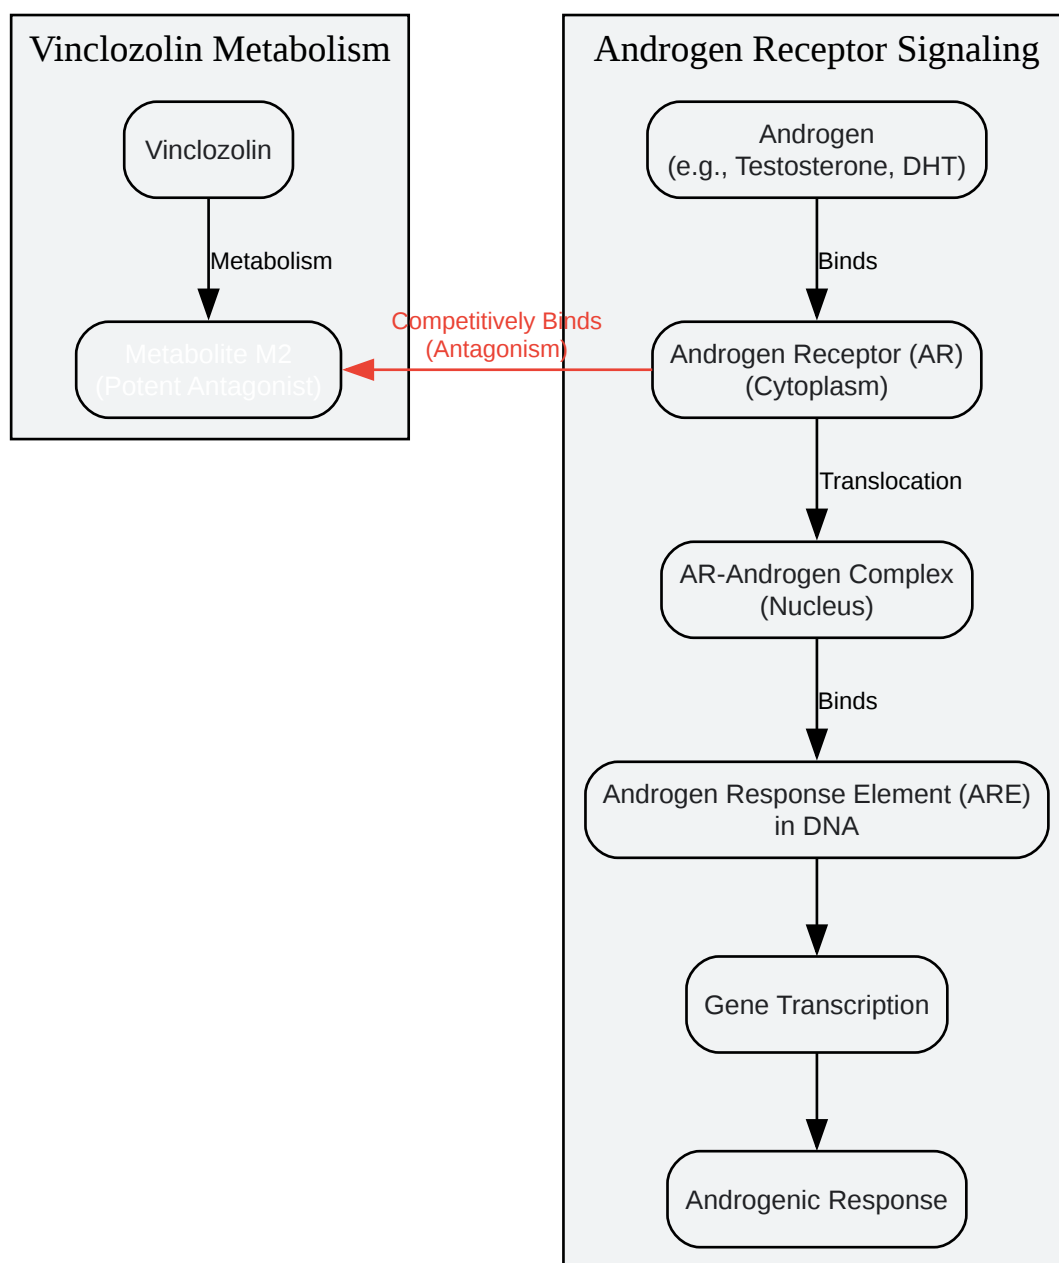 Vinclozolin Metabolism
Vinclozolin
Metabolism
Metabolite M2
(Potent Antagonist)
Competitively Binds
(Antagonism)
Androgen Receptor Signaling
Androgen
(e.g., Testosterone, DHT)
Binds
Androgen Receptor (AR)
(Cytoplasm)
Translocation
AR-Androgen Complex
(Nucleus)
Binds
Androgen Response Element (ARE)
in DNA
Gene Transcription
Androgenic Response